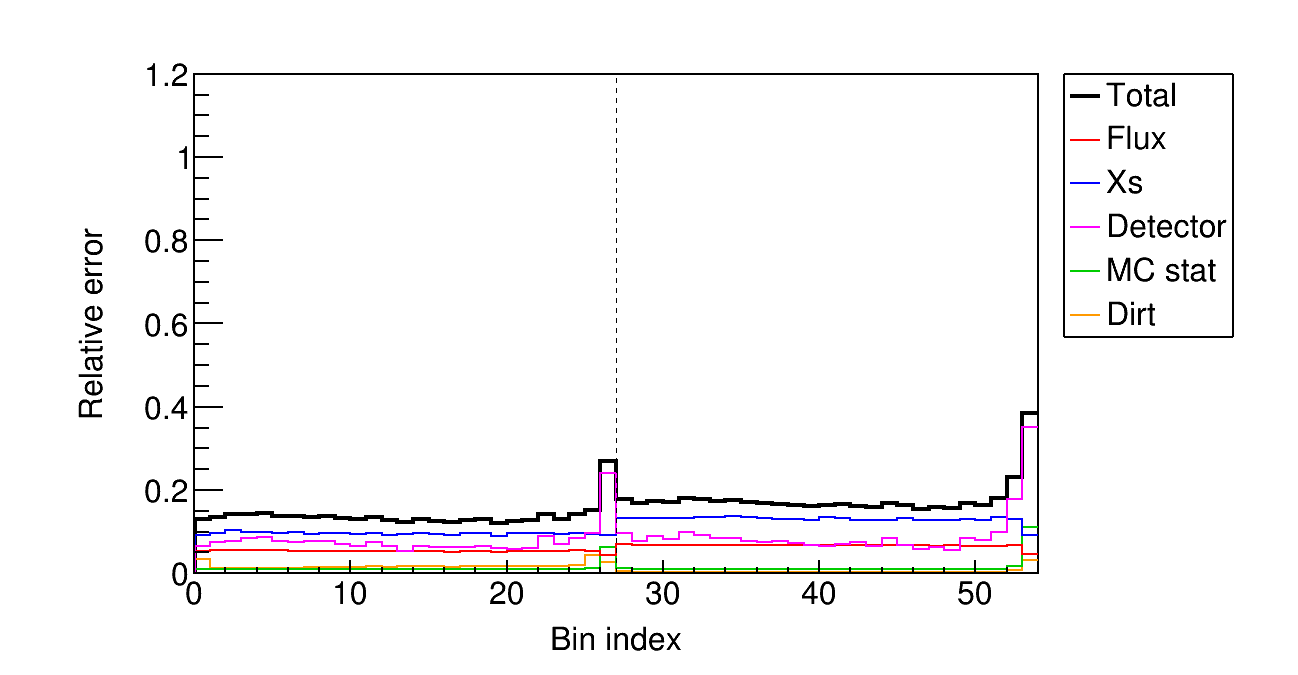 1.2
1
0.8
0.6
0.4
0.2
0
Relative error
0 10 20 30 40 50
Bin index
Total
Flux
Xs
Detector
MC stat
Dirt